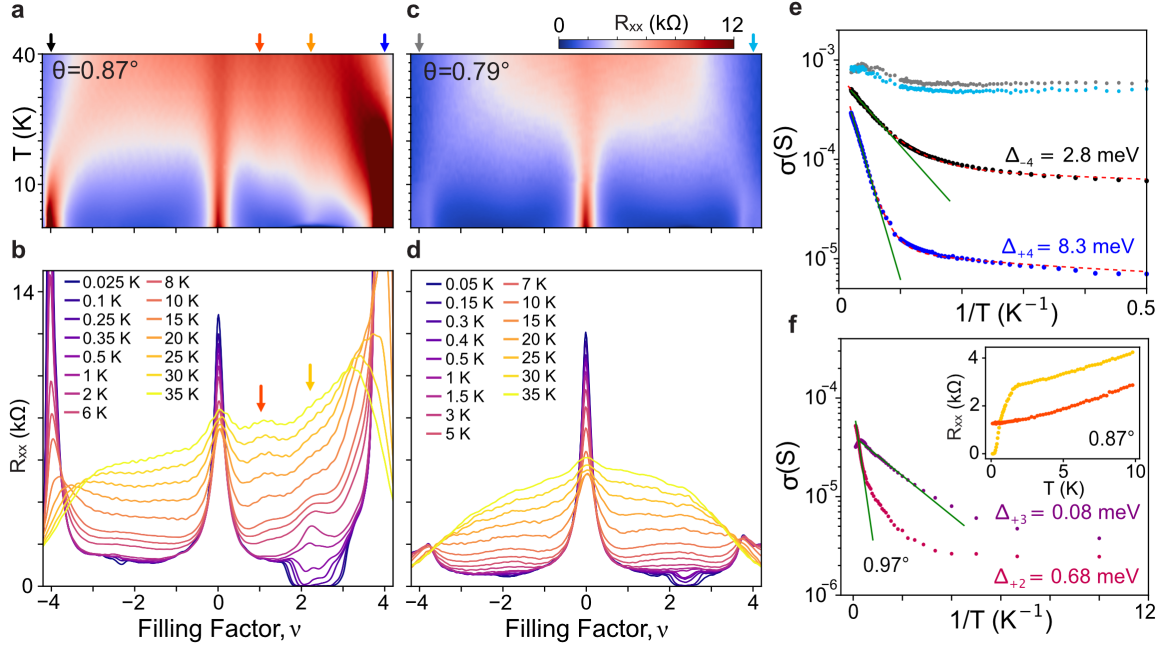 a
θ=0.87°
T (K)
40
10
c
0
R_xx (kΩ)
12
θ=0.79°
b
14
0
R_xx (kΩ)
0.025 K
0.1 K
0.25 K
0.35 K
0.5 K
1 K
2 K
6 K
8 K
10 K
15 K
20 K
25 K
30 K
35 K
−4
−2
0
2
4
Filling Factor, ν
d
0.05 K
0.15 K
0.3 K
0.4 K
0.5 K
1 K
1.5 K
3 K
5 K
7 K
10 K
15 K
20 K
25 K
30 K
35 K
−4
−2
0
2
4
Filling Factor, ν
e
10⁻³
10⁻⁴
10⁻⁵
σ(S)
Δ₋₄ = 2.8 meV
Δ₊₄ = 8.3 meV
0
0.5
1/T (K⁻¹)
f
10⁻⁴
10⁻⁵
10⁻⁶
σ(S)
4
2
0
R_xx (kΩ)
0.87°
0
5
10
T (K)
Δ₊₃ = 0.08 meV
0.97°
Δ₊₂ = 0.68 meV
0
12
1/T (K⁻¹)